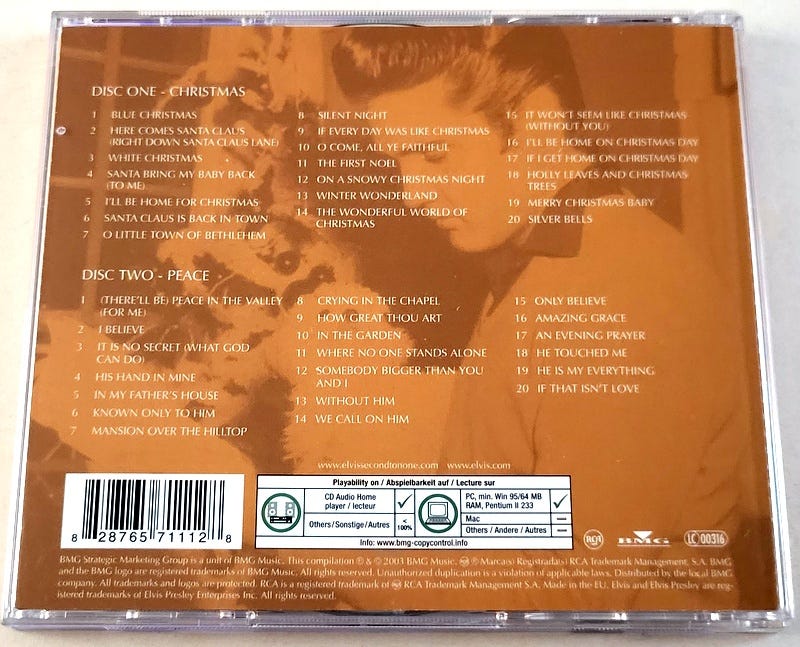 DISC ONE - CHRISTMAS
1 BLUE CHRISTMAS
2 HERE COMES SANTA CLAUS
(RIGHT DOWN SANTA CLAUS LANE)
3 WHITE CHRISTMAS
4 SANTA BRING MY BABY BACK
(TO ME)
5 I'LL BE HOME FOR CHRISTMAS
6 SANTA CLAUS IS BACK IN TOWN
7 O LITTLE TOWN OF BETHLEHEM
8 SILENT NIGHT
9 IF EVERY DAY WAS LIKE CHRISTMAS
10 O COME, ALL YE FAITHFUL
11 THE FIRST NOEL
12 ON A SNOWY CHRISTMAS NIGHT
13 WINTER WONDERLAND
14 THE WONDERFUL WORLD OF
CHRISTMAS
15 IT WON'T SEEM LIKE CHRISTMAS
(WITHOUT YOU)
16 I'LL BE HOME ON CHRISTMAS DAY
17 IF I GET HOME ON CHRISTMAS DAY
18 HOLLY LEAVES AND CHRISTMAS
TREES
19 MERRY CHRISTMAS BABY
20 SILVER BELLS
DISC TWO - PEACE
1 (THERE'LL BE) PEACE IN THE VALLEY
(FOR ME)
2 I BELIEVE
3 IT IS NO SECRET (WHAT GOD
CAN DO)
4 HIS HAND IN MINE
5 IN MY FATHER'S HOUSE
6 KNOWN ONLY TO HIM
7 MANSION OVER THE HILLTOP
8 CRYING IN THE CHAPEL
9 HOW GREAT THOU ART
10 IN THE GARDEN
11 WHERE NO ONE STANDS ALONE
12 SOMEBODY BIGGER THAN YOU
AND I
13 WITHOUT HIM
14 WE CALL ON HIM
15 ONLY BELIEVE
16 AMAZING GRACE
17 AN EVENING PRAYER
18 HE TOUCHED ME
19 HE IS MY EVERYTHING
20 IF THAT ISN'T LOVE
www.elvissecondtonone.com www.elvis.com
8 28765 71112 8
Playability on / Abspielbarkeit auf / Lecture sur
CD Audio Home
player / lecteur
Others/Sonstige/Autres
< 100%
PC, min. Win 95/64 MB
RAM, Pentium II 233
Mac
Others / Andere / Autres
Info: www.bmg-copycontrol.info
RCA
BMG
LC 00316
BMG Strategic Marketing Group is a unit of BMG Music. This compilation ℗ & © 2003 BMG Music. RCA ® Marca(s) Registrada(s) RCA Trademark Management, S.A. BMG
and the BMG logo are registered trademarks of BMG Music. All rights reserved. Unauthorized duplication is a violation of applicable laws. Distributed by the local BMG
company. All trademarks and logos are protected. RCA is a registered trademark of RCA Trademark Management S.A. Made in the EU. Elvis and Elvis Presley are reg-
istered trademarks of Elvis Presley Enterprises Inc. All rights reserved.